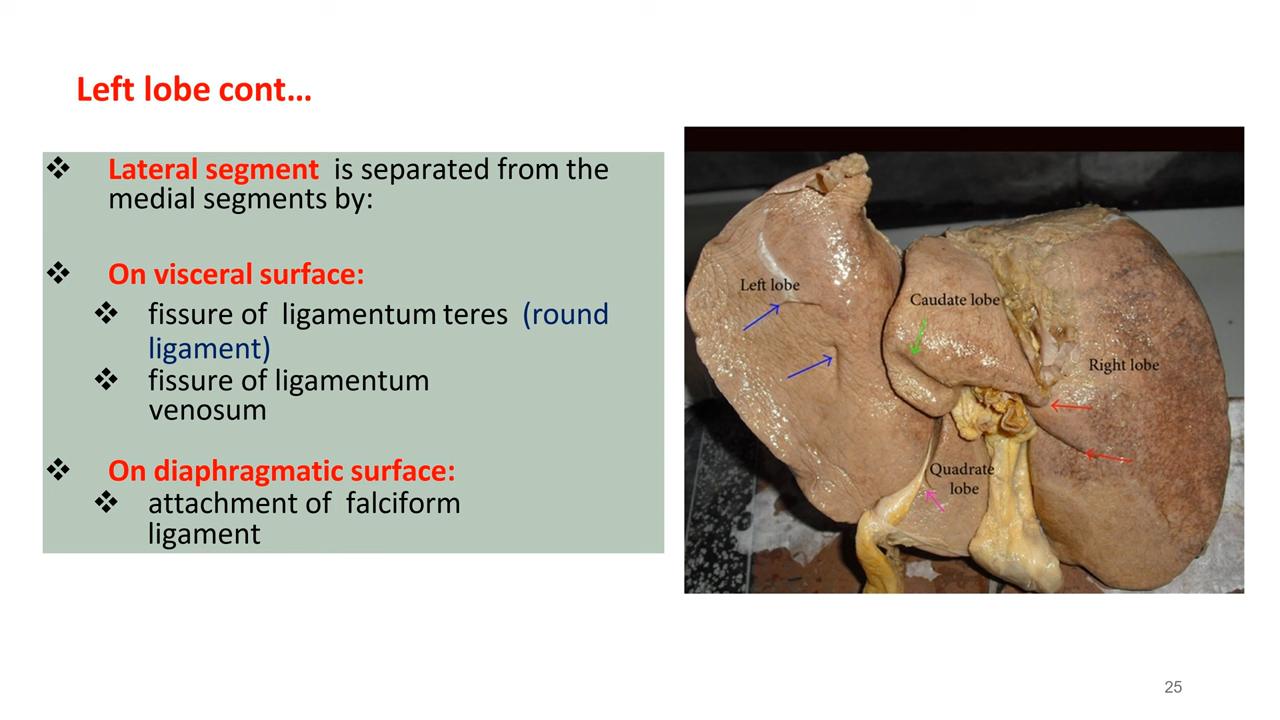 Left lobe cont...
❖ Lateral segment is separated from the
medial segments by:
❖ On visceral surface:
❖ fissure of ligamentum teres (round
ligament)
❖ fissure of ligamentum
venosum
❖ On diaphragmatic surface:
❖ attachment of falciform
ligament
Left lobe
Caudate lobe
Right lobe
Quadrate
lobe
25